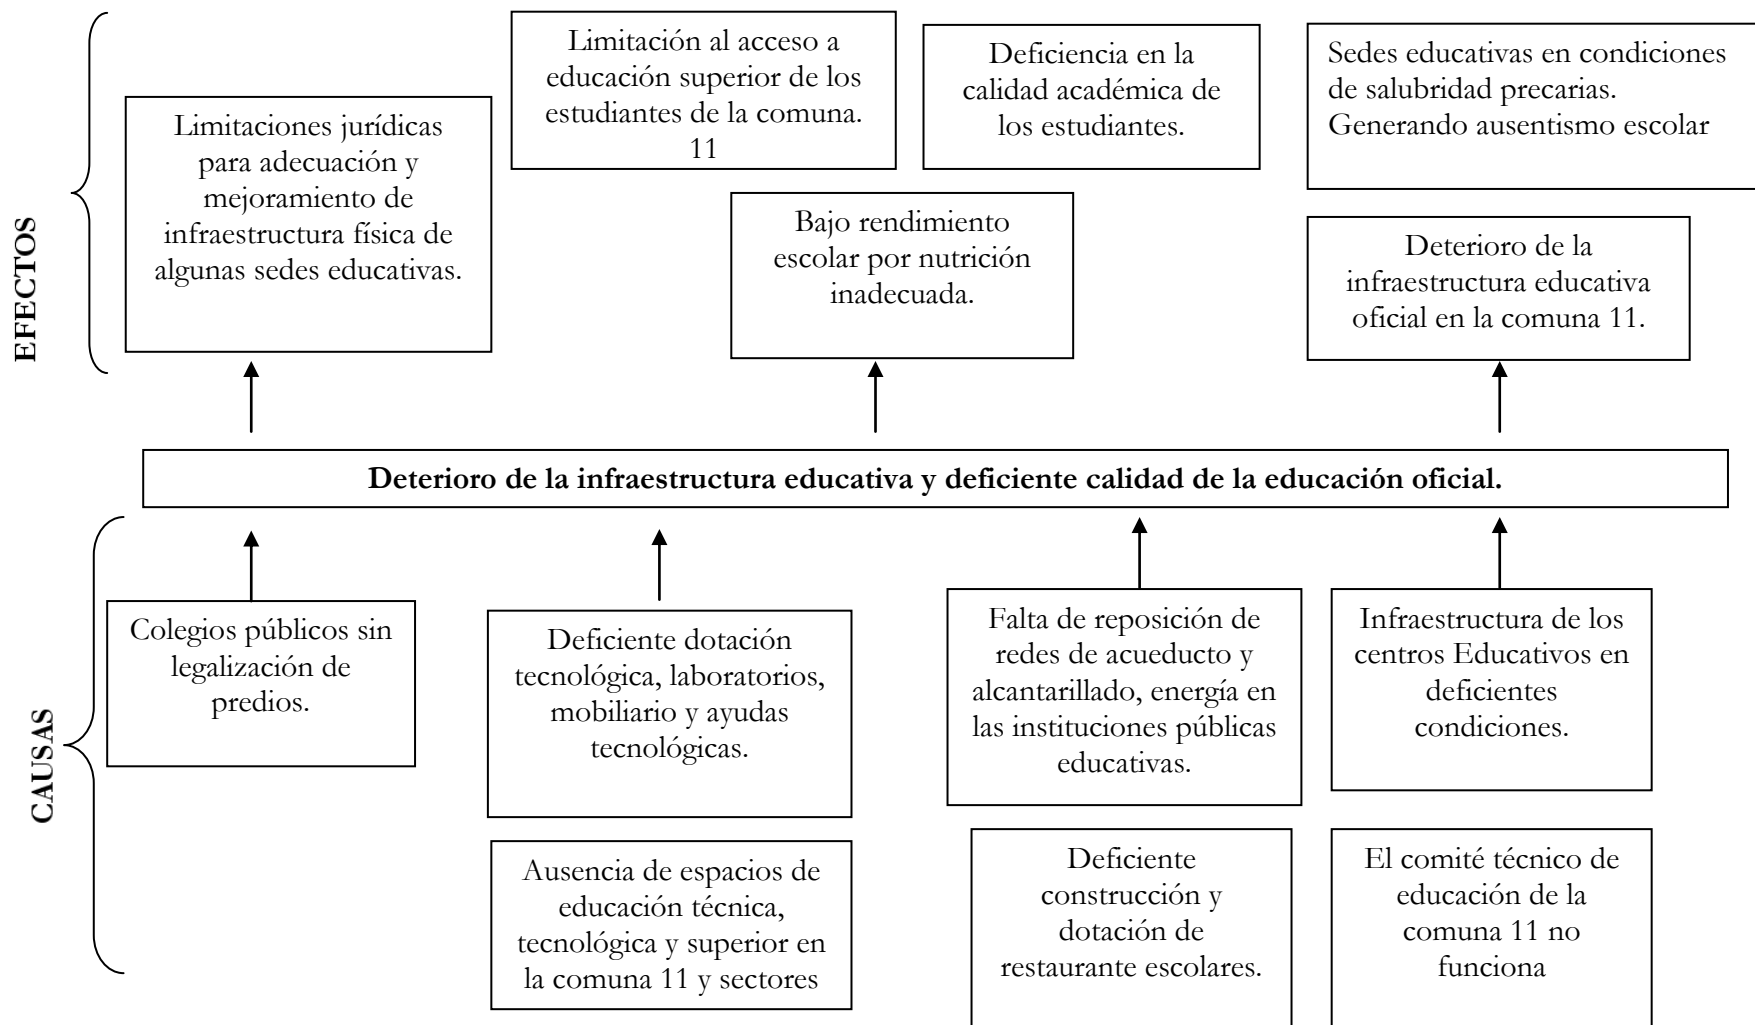 EFECTOS
Limitaciones jurídicas
para adecuación y
mejoramiento de
infraestructura física de
algunas sedes educativas.
Limitación al acceso a
educación superior de los
estudiantes de la comuna.
11
Deficiencia en la
calidad académica de
los estudiantes.
Sedes educativas en condiciones
de salubridad precarias.
Generando ausentismo escolar
Bajo rendimiento
escolar por nutrición
inadecuada.
Deterioro de la
infraestructura educativa
oficial en la comuna 11.
Deterioro de la infraestructura educativa y deficiente calidad de la educación oficial.
CAUSAS
Colegios públicos sin
legalización de
predios.
Deficiente dotación
tecnológica, laboratorios,
mobiliario y ayudas
tecnológicas.
Falta de reposición de
redes de acueducto y
alcantarillado, energía en
las instituciones públicas
educativas.
Infraestructura de los
centros Educativos en
deficientes
condiciones.
Ausencia de espacios de
educación técnica,
tecnológica y superior en
la comuna 11 y sectores
Deficiente
construcción y
dotación de
restaurante escolares.
El comité técnico de
educación de la
comuna 11 no
funciona